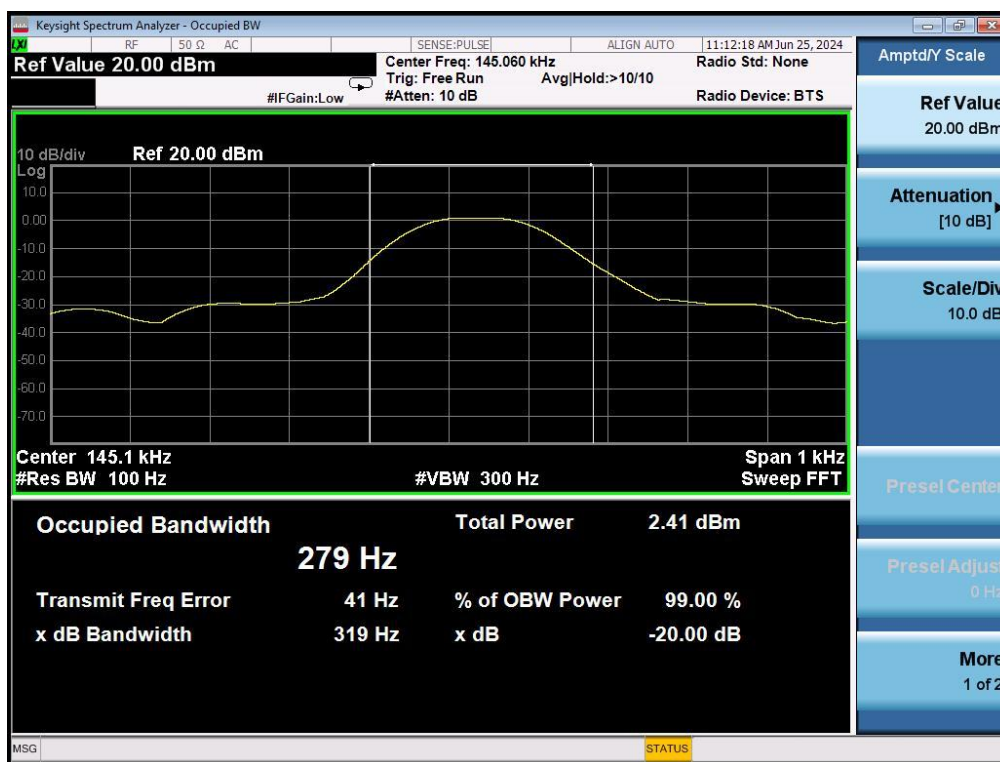 Keysight Spectrum Analyzer - Occupied BW
LXI RF 50 Ω AC SENSE:PULSE ALIGN AUTO 11:12:18 AM Jun 25, 2024
Ref Value 20.00 dBm
Center Freq: 145.060 kHz
Radio Std: None
Trig: Free Run
Avg|Hold:>10/10
#IFGain:Low
#Atten: 10 dB
Radio Device: BTS
10 dB/div Ref 20.00 dBm
Log
10.0
0.00
-10.0
-20.0
-30.0
-40.0
-50.0
-60.0
-70.0
Center 145.1 kHz
Span 1 kHz
#Res BW 100 Hz
#VBW 300 Hz
Sweep FFT
Occupied Bandwidth
Total Power 2.41 dBm
279 Hz
Transmit Freq Error 41 Hz
% of OBW Power 99.00 %
x dB Bandwidth 319 Hz
x dB -20.00 dB
MSG
STATUS
Amptd/Y Scale
Ref Value
20.00 dBm
Attenuation
[10 dB]
Scale/Div
10.0 dB
Presel Center
Presel Adjust
0 Hz
More
1 of 2